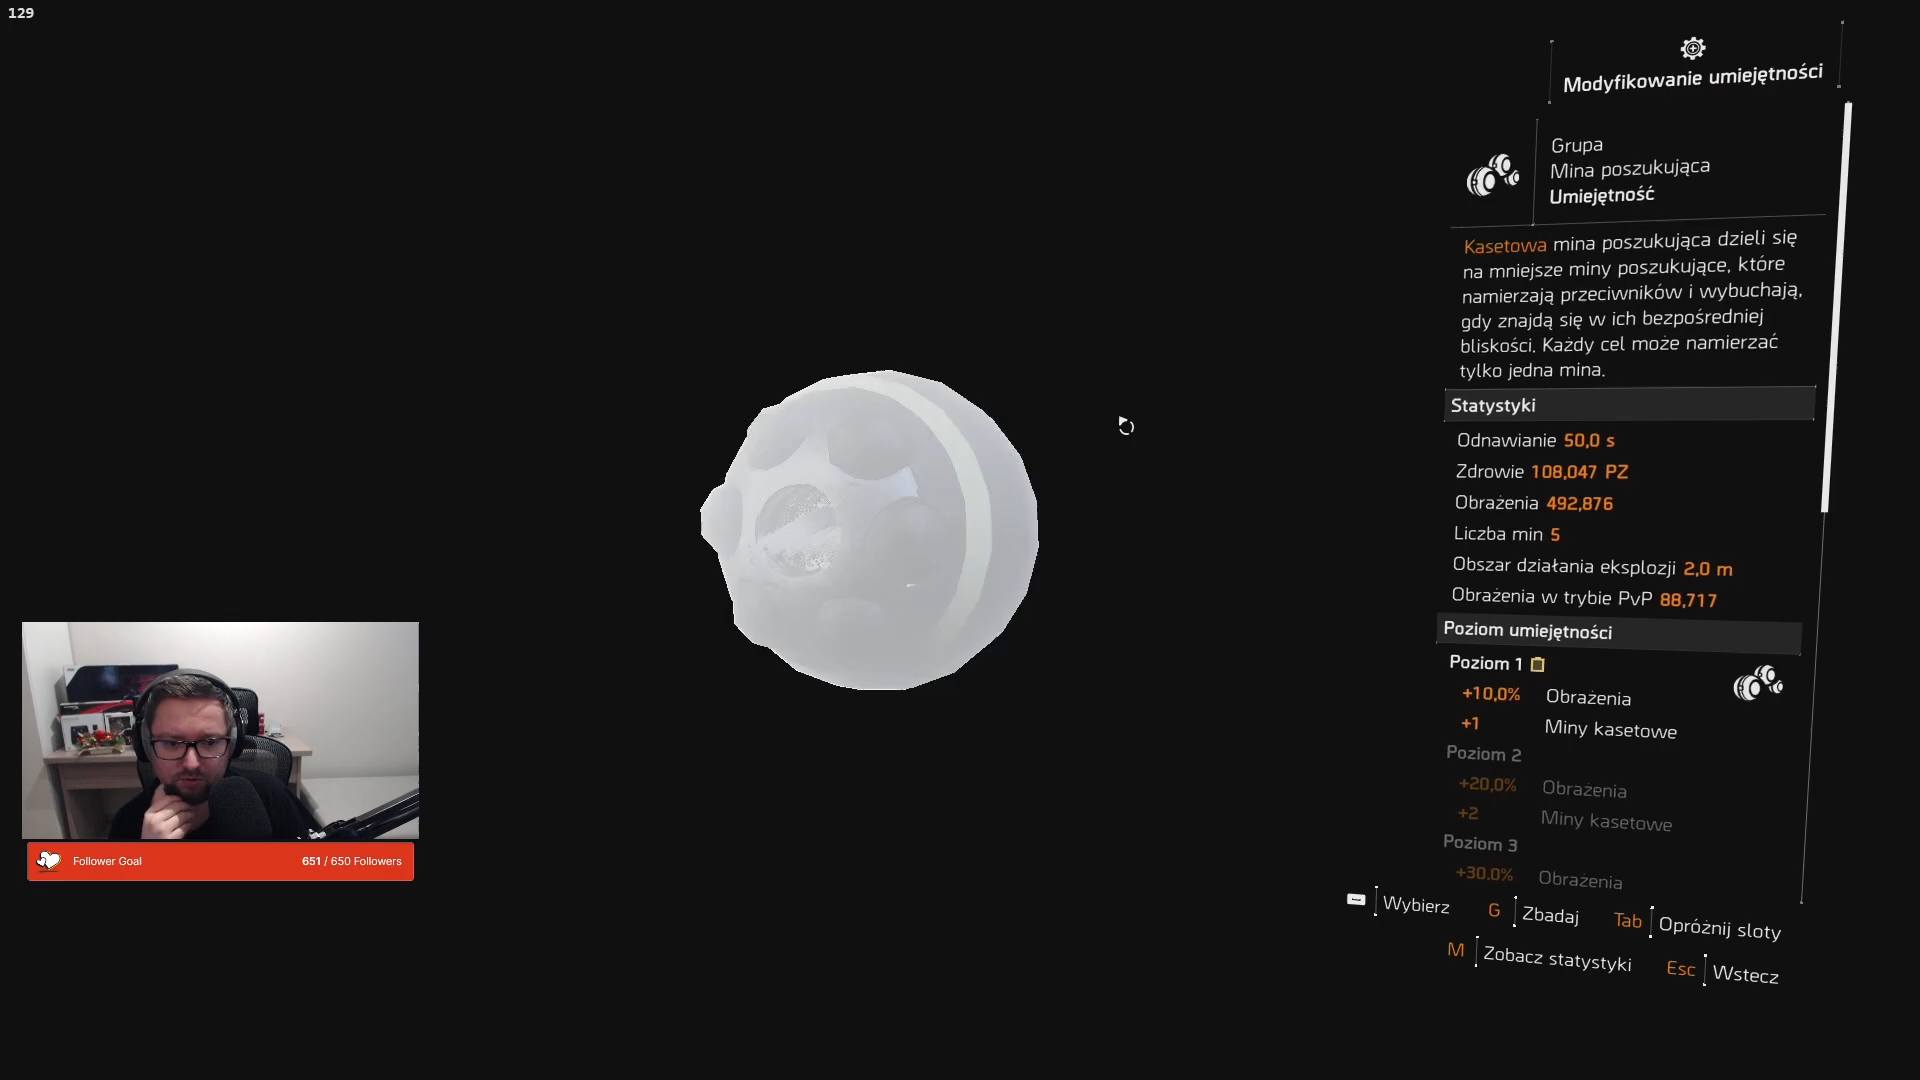 129
Modyfikowanie umiejętności
Grupa
Mina poszukująca
Umiejętność
Kasetowa mina poszukująca dzieli się
na mniejsze miny poszukujące, które
namierzają przeciwników i wybuchają,
gdy znajdą się w ich bezpośredniej
bliskości. Każdy cel może namierzać
tylko jedna mina.
Statystyki
Odnawianie 50,0 s
Zdrowie 108,047 PZ
Obrażenia 492,876
Liczba min 5
Obszar działania eksplozji 2,0 m
Obrażenia w trybie PvP 88,717
Poziom umiejętności
Poziom 1
+10,0% Obrażenia
+1 Miny kasetowe
Poziom 2
+20,0% Obrażenia
+2 Miny kasetowe
Poziom 3
+30.0% Obrażenia
Wybierz G Zbadaj Tab Opróżnij sloty
M Zobacz statystyki Esc Wstecz
Follower Goal 651 / 650 Followers